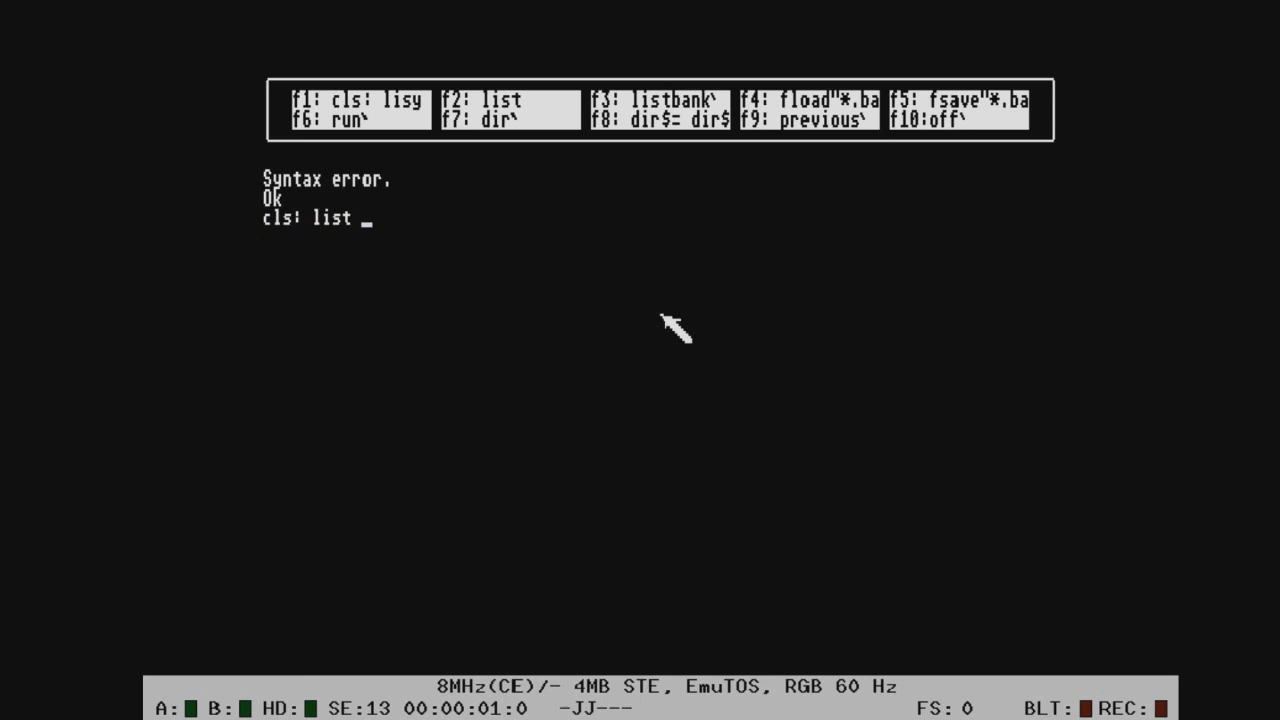 f1: cls: lisy f2: list f3: listbank` f4: fload"*.ba f5: fsave"*.ba
f6: run` f7: dir` f8: dir$= dir$ f9: previous` f10:off`
Syntax error.
Ok
cls: list _
8MHz(CE)/- 4MB STE, EmuTOS, RGB 60 Hz
A: B: HD: SE:13 00:00:01:0 -JJ--- FS: 0 BLT: REC: